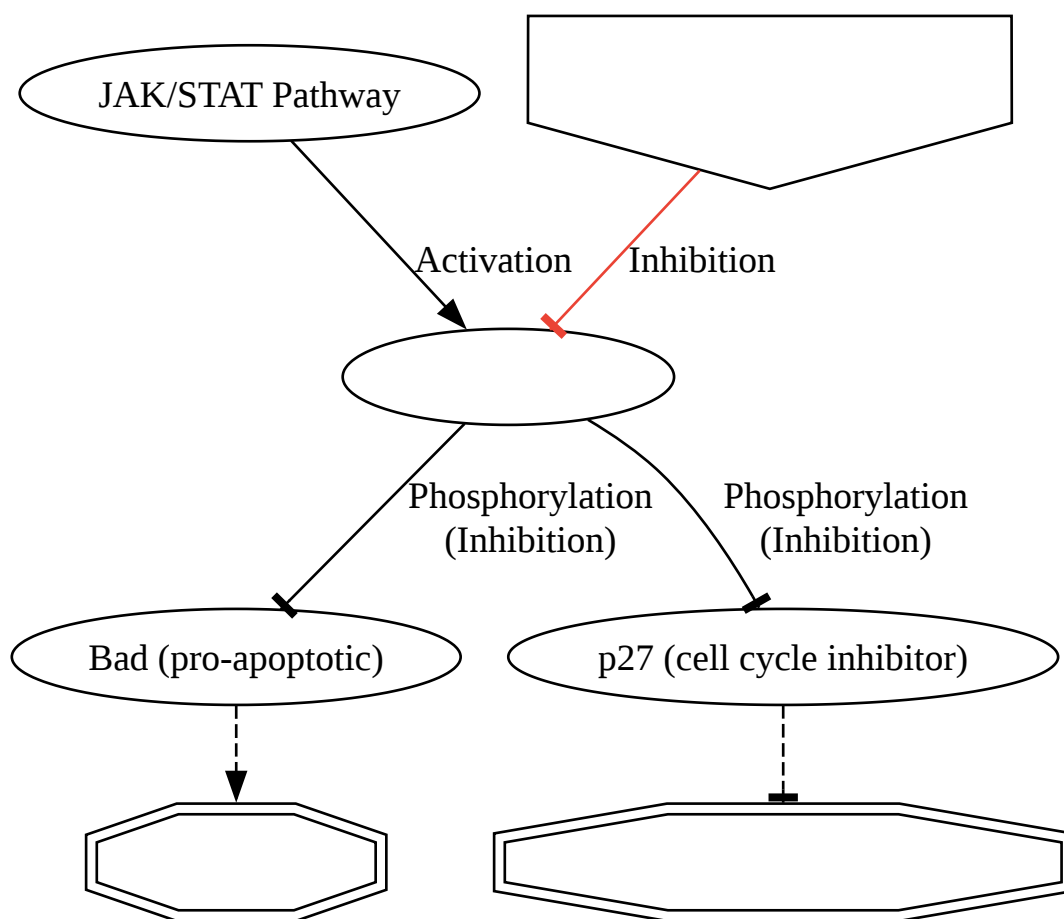 JAK/STAT Pathway
Activation
Inhibition
Phosphorylation
(Inhibition)
Phosphorylation
(Inhibition)
Bad (pro-apoptotic)
p27 (cell cycle inhibitor)